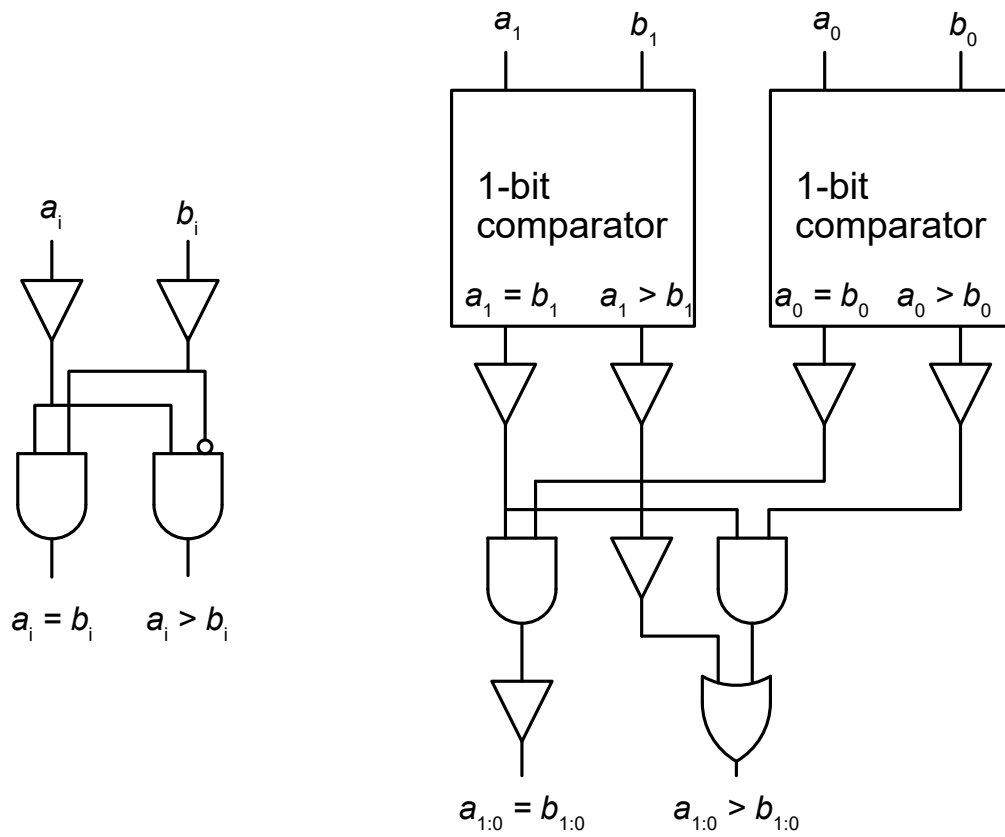 a₁ b₁ a₀ b₀
1-bit
comparator
1-bit
comparator
aᵢ bᵢ
a₁ = b₁ a₁ > b₁
a₀ = b₀ a₀ > b₀
aᵢ = bᵢ aᵢ > bᵢ
a₁:₀ = b₁:₀ a₁:₀ > b₁:₀